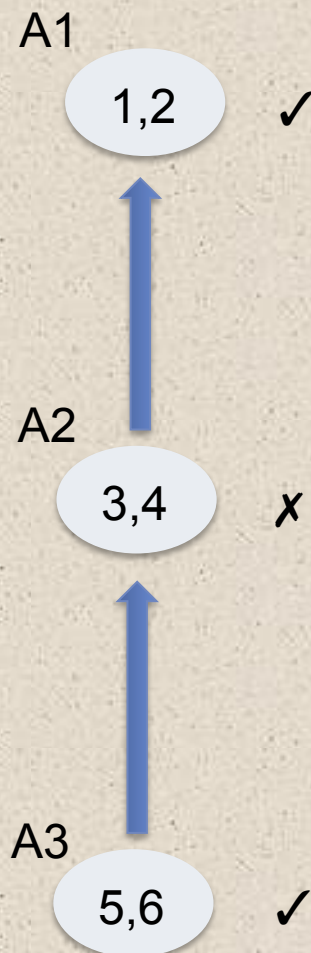 A1
1,2 ✓
A2
3,4 ✗
A3
5,6 ✓